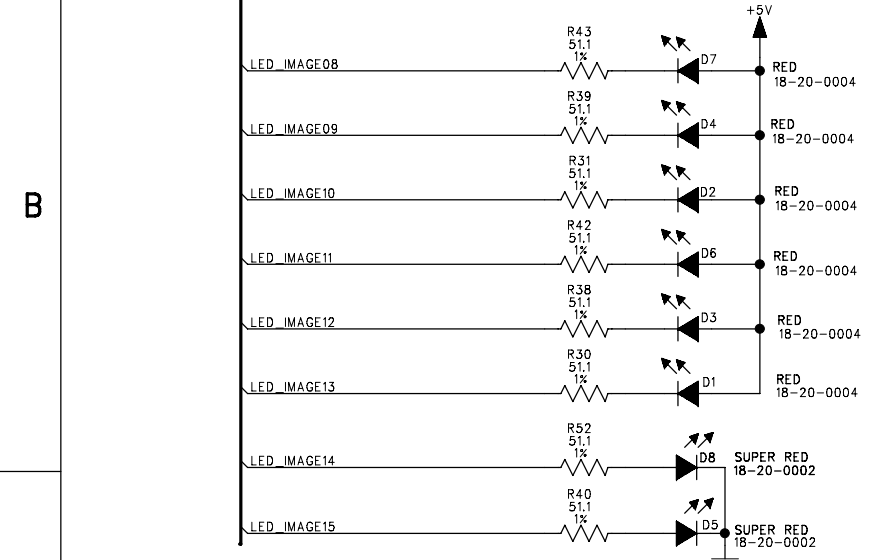 +5V
R43
51.1
1%
LED_IMAGE08
D7
RED
18-20-0004
R39
51.1
1%
LED_IMAGE09
D4
RED
18-20-0004
R31
51.1
1%
LED_IMAGE10
D2
RED
18-20-0004
B
R42
51.1
1%
LED_IMAGE11
D6
RED
18-20-0004
R38
51.1
1%
LED_IMAGE12
D3
RED
18-20-0004
R30
51.1
1%
LED_IMAGE13
D1
RED
18-20-0004
R52
51.1
1%
LED_IMAGE14
D8
SUPER RED
18-20-0002
R40
51.1
1%
LED_IMAGE15
D5
SUPER RED
18-20-0002